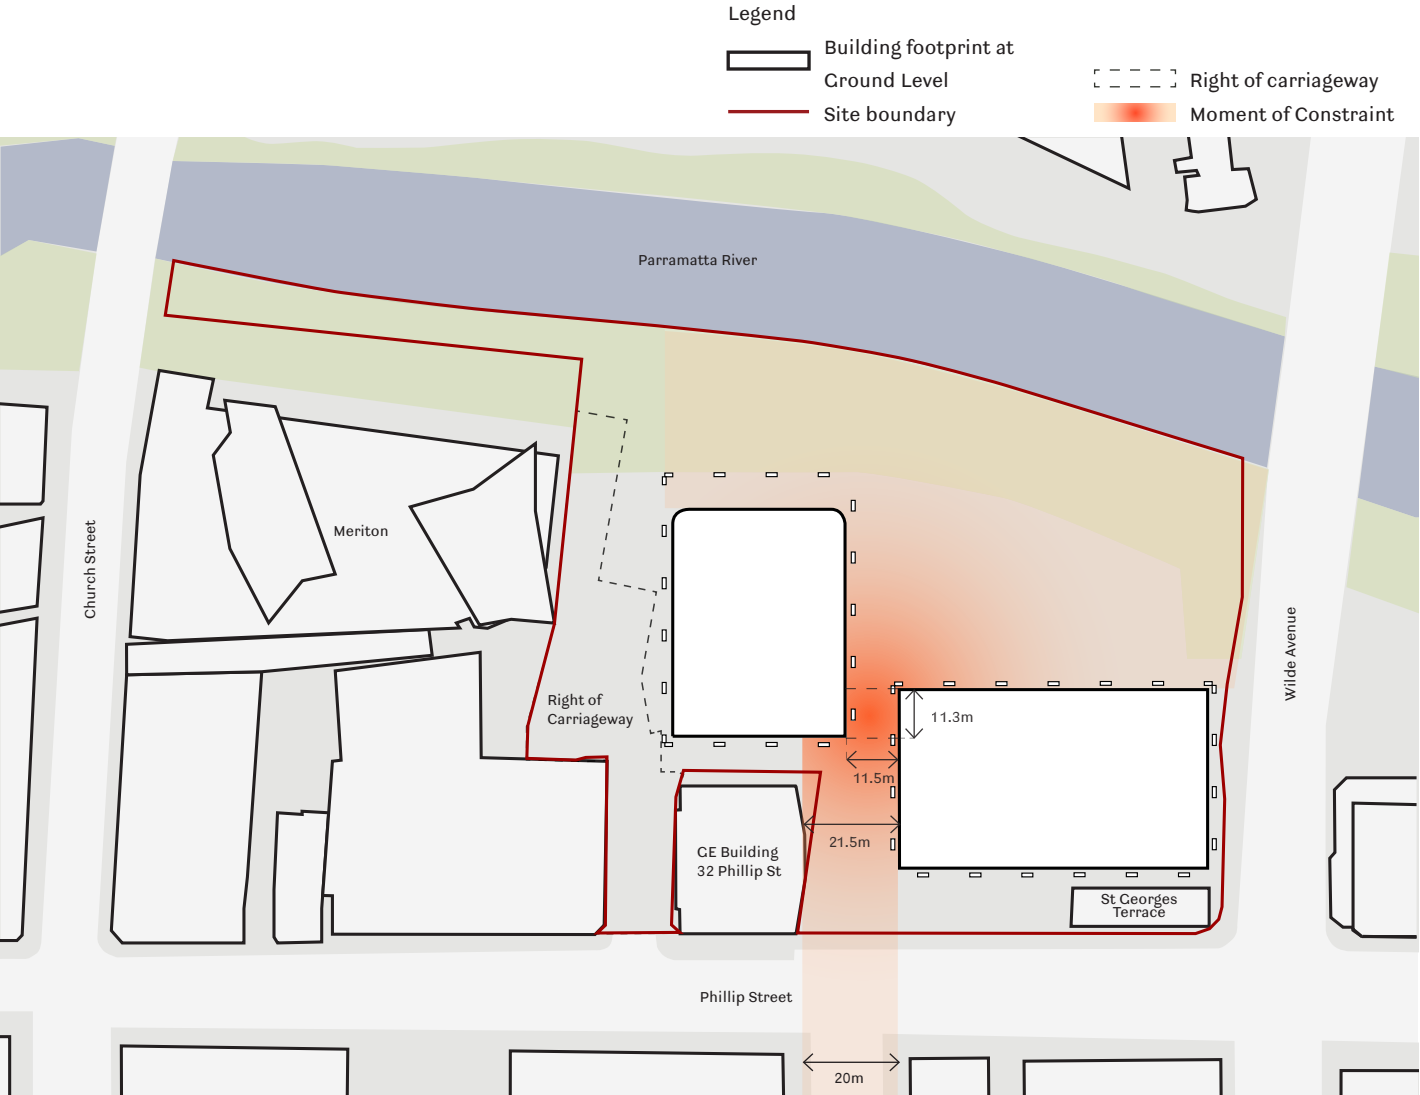 Legend
Building footprint at
Ground Level
Site boundary
Right of carriageway
Moment of Constraint
Parramatta River
Church Street
Meriton
Wilde Avenue
Right of
Carriageway
11.3m
11.5m
21.5m
GE Building
32 Phillip St
St Georges
Terrace
Phillip Street
20m